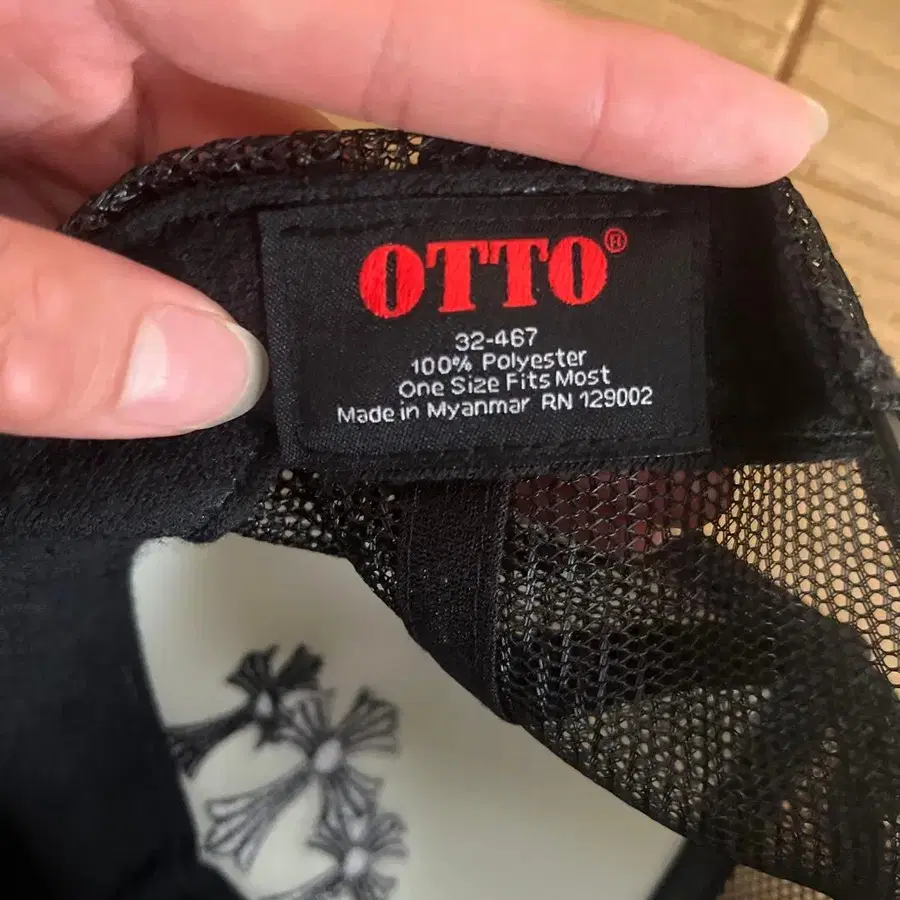 OTTO®
32-467
100% Polyester
One Size Fits Most
Made in Myanmar RN 129002